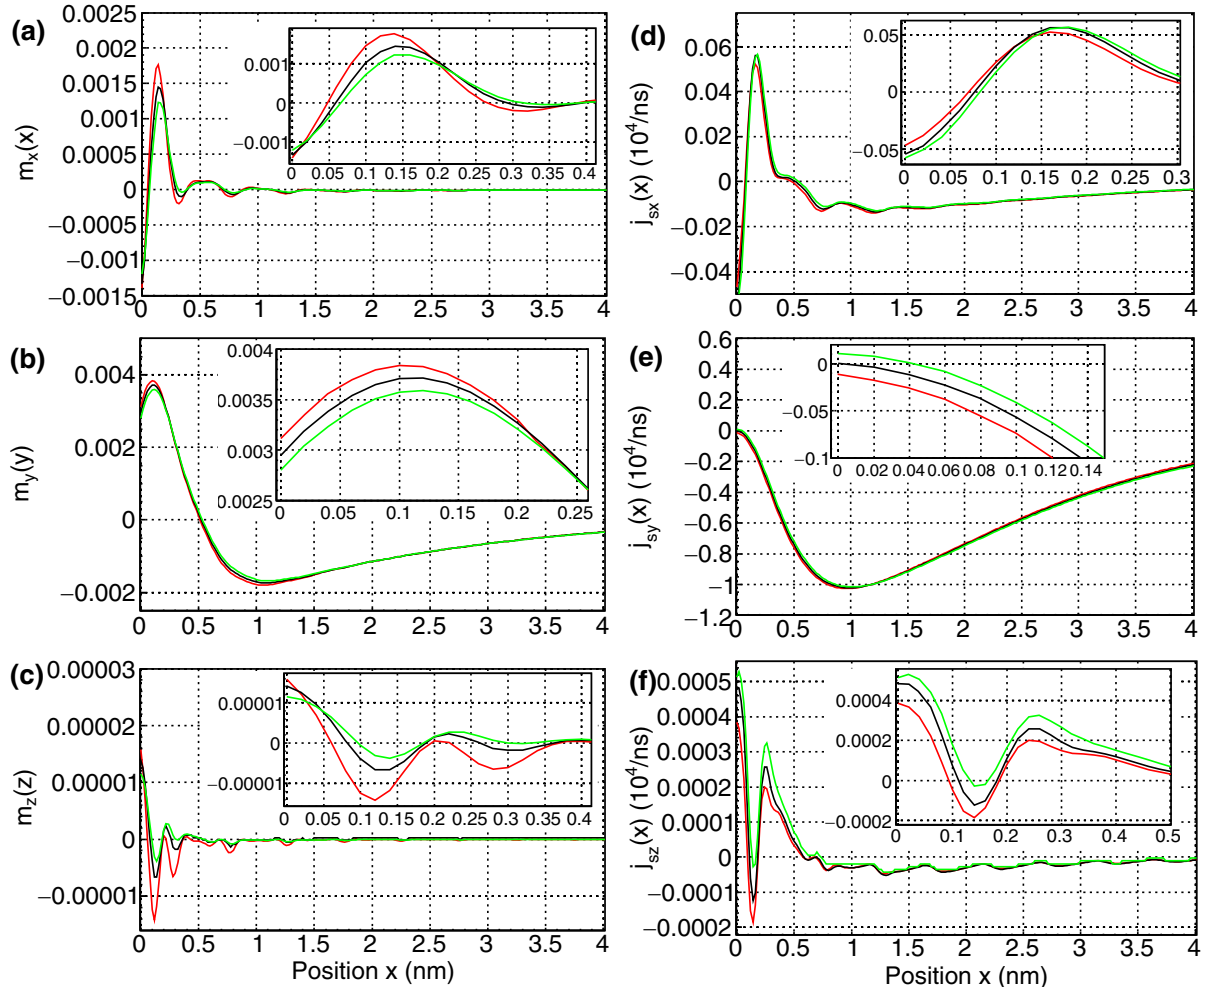 (a)
0.0025
0.002
0.0015
0.001
0.0005
0
−0.0005
−0.001
−0.0015
m_x(x)
0 0.5 1 1.5 2 2.5 3 3.5 4
0.001
0
−0.001
0 0.05 0.1 0.15 0.2 0.25 0.3 0.35 0.4
(d)
0.06
0.04
0.02
0
−0.02
−0.04
j_sx(x) (10^4/ns)
0 0.5 1 1.5 2 2.5 3 3.5 4
0.05
0
−0.05
0 0.05 0.1 0.15 0.2 0.25 0.3
(b)
0.004
0.002
0
−0.002
m_y(y)
0 0.5 1 1.5 2 2.5 3 3.5 4
0.004
0.0035
0.003
0.0025
0 0.05 0.1 0.15 0.2 0.25
(e)
0.6
0.4
0.2
0
−0.2
−0.4
−0.6
−0.8
−1
−1.2
j_sy(x) (10^4/ns)
0 0.5 1 1.5 2 2.5 3 3.5 4
0
−0.05
−0.1
0 0.02 0.04 0.06 0.08 0.1 0.12 0.14
(c)
0.00003
0.00002
0.00001
0
−0.00001
m_z(z)
0 0.5 1 1.5 2 2.5 3 3.5 4
Position x (nm)
0.00001
0
−0.00001
0 0.05 0.1 0.15 0.2 0.25 0.3 0.35 0.4
(f)
0.0005
0.0004
0.0003
0.0002
0.0001
0
−0.0001
−0.0002
j_sz(x) (10^4/ns)
0 0.5 1 1.5 2 2.5 3 3.5 4
Position x (nm)
0.0004
0.0002
0
−0.0002
0 0.1 0.2 0.3 0.4 0.5